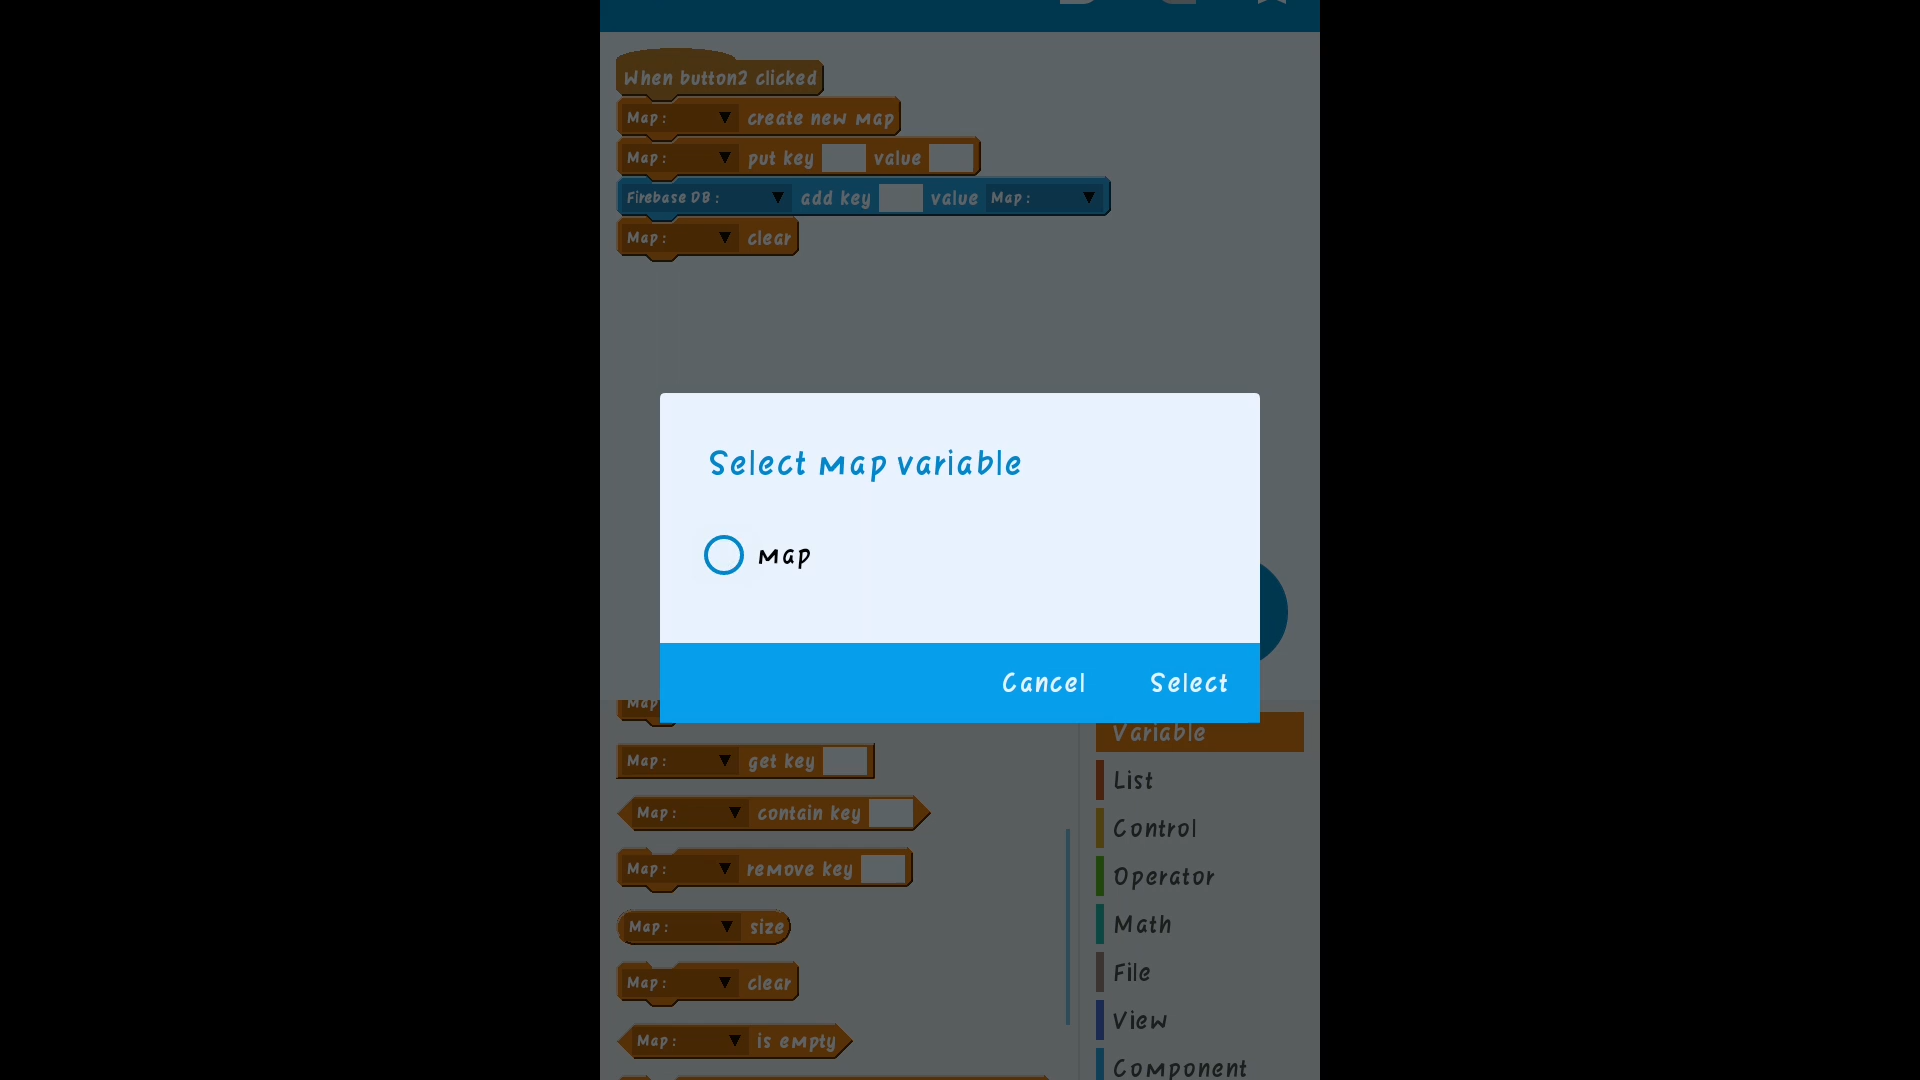 When button2 clicked
Map : create new map
Map : put key value
Firebase DB : add key value Map :
Map : clear
Select map variable
map
Cancel Select
Map
Map : get key
Map : contain key
Map : remove key
Map : size
Map : clear
Map : is empty
Variable
List
Control
Operator
Math
File
View
Component